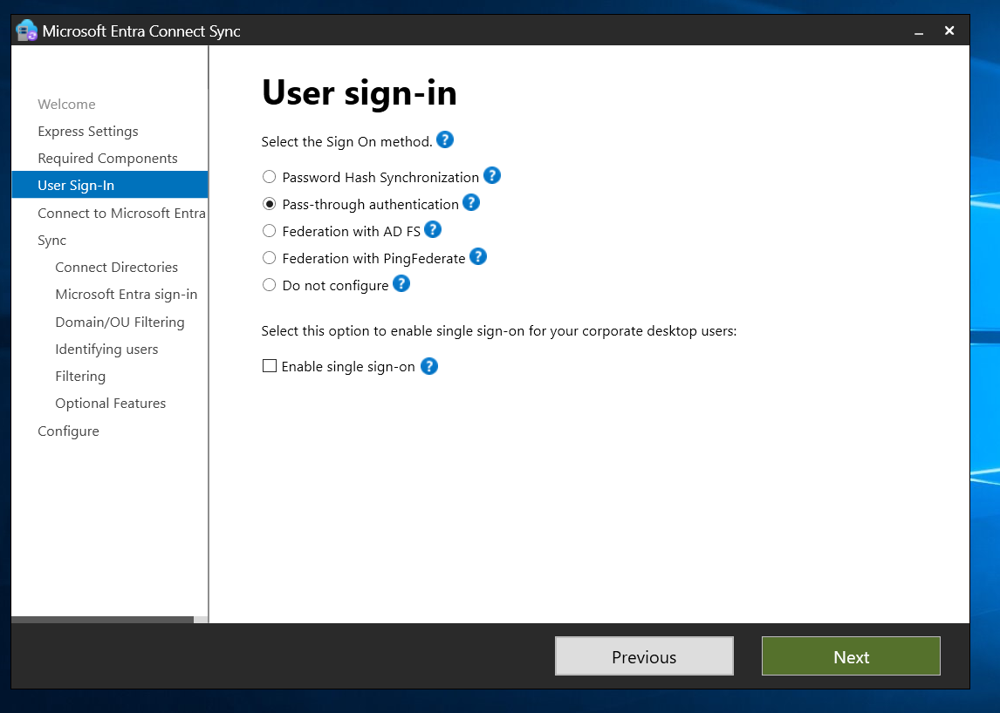 Microsoft Entra Connect Sync
Welcome
Express Settings
Required Components
User Sign-In
Connect to Microsoft Entra
Sync
Connect Directories
Microsoft Entra sign-in
Domain/OU Filtering
Identifying users
Filtering
Optional Features
Configure
User sign-in
Select the Sign On method. ?
Password Hash Synchronization ?
Pass-through authentication ?
Federation with AD FS ?
Federation with PingFederate ?
Do not configure ?
Select this option to enable single sign-on for your corporate desktop users:
Enable single sign-on ?
Previous
Next